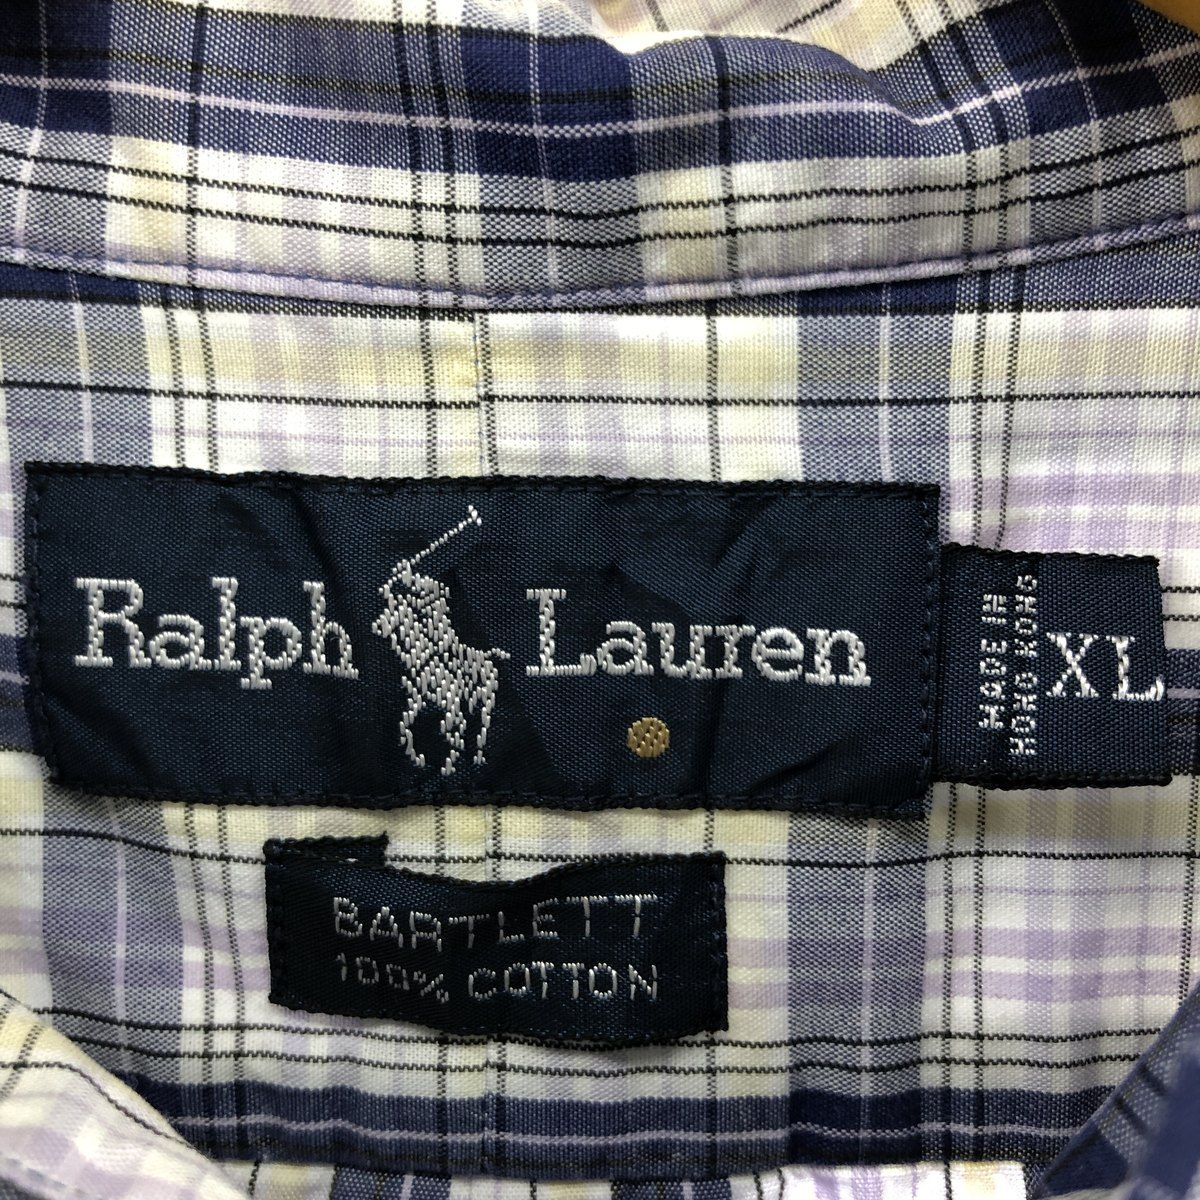 Ralph Lauren
MADE IN
HONG KONG
XL
BARTLETT
100% COTTON